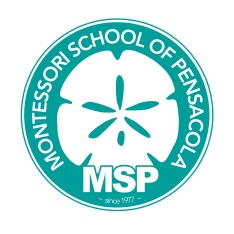 MONTESSORI SCHOOL OF PENSACOLA
MSP
~ since 1977 ~